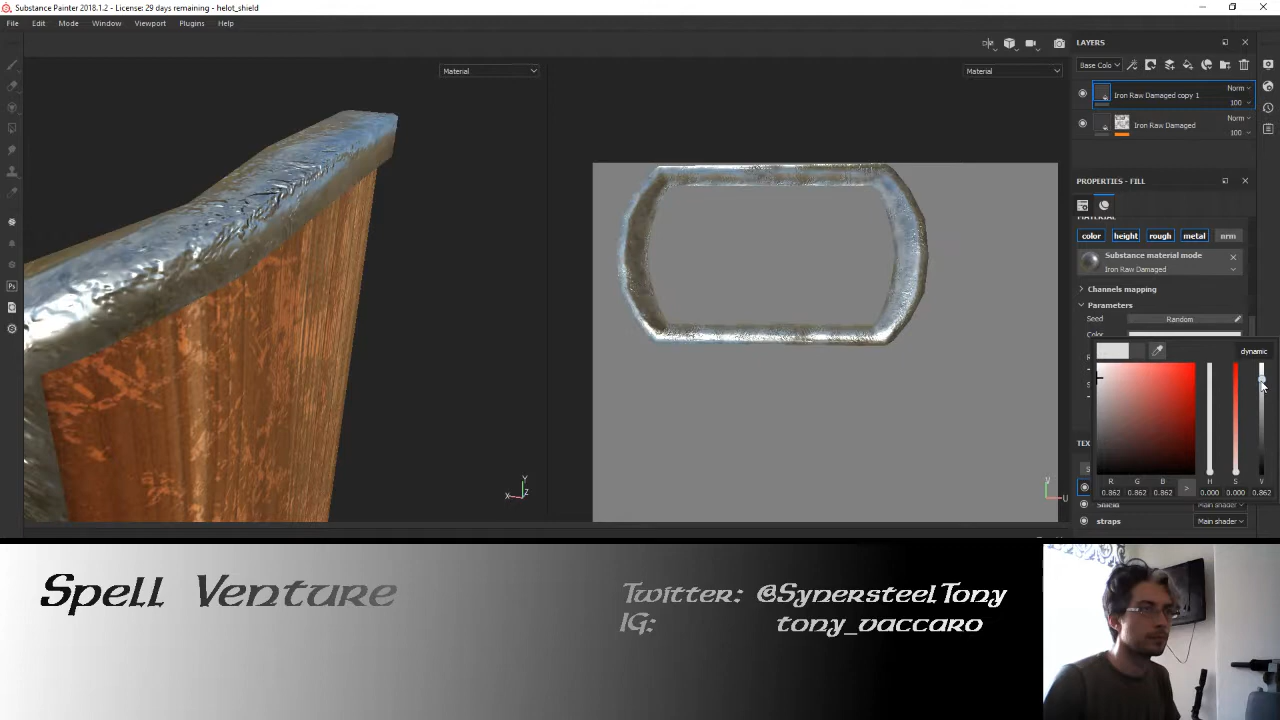 Substance Painter 2018.1.2 - License: 29 days remaining - helot_shield
File Edit Mode Window Viewport Plugins Help
Material
Material
LAYERS
Base Colo
Iron Raw Damaged copy 1
Norm
100
Iron Raw Damaged
Norm
100
PROPERTIES - FILL
MATERIAL
color height rough metal nrm
Substance material mode
Iron Raw Damaged
Channels mapping
Parameters
Seed Random
Color
dynamic
R G B H S V
0.862 0.862 0.862 > 0.000 0.000 0.862
Shield Main shader
straps Main shader
Ps
Y
X Z
U
Spell Venture
Twitter: @SynersteelTony
IG: tony_vaccaro